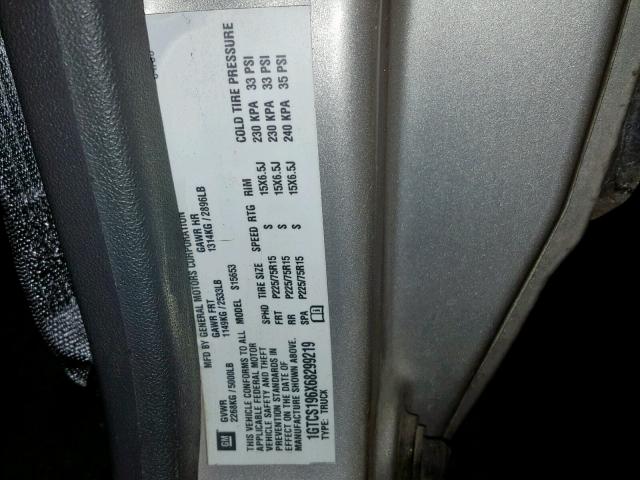 MFD BY GENERAL MOTORS CORPORATION
GM
GVWR GAWR FRT GAWR RR
2268KG / 5000LB 1149KG / 2533LB 1314KG / 2896LB
THIS VEHICLE CONFORMS TO ALL MODEL S15653
APPLICABLE FEDERAL MOTOR
VEHICLE SAFETY AND THEFT
PREVENTION STANDARDS IN
EFFECT ON THE DATE OF
MANUFACTURE SHOWN ABOVE.
1GTCS196X68299219
TYPE: TRUCK
COLD TIRE PRESSURE
SPHD TIRE SIZE SPEED RTG RIM
FRT P225/75R15 S 15X6.5J 230 KPA 33 PSI
RR P225/75R15 S 15X6.5J 230 KPA 33 PSI
SPA P225/75R15 S 15X6.5J 240 KPA 35 PSI